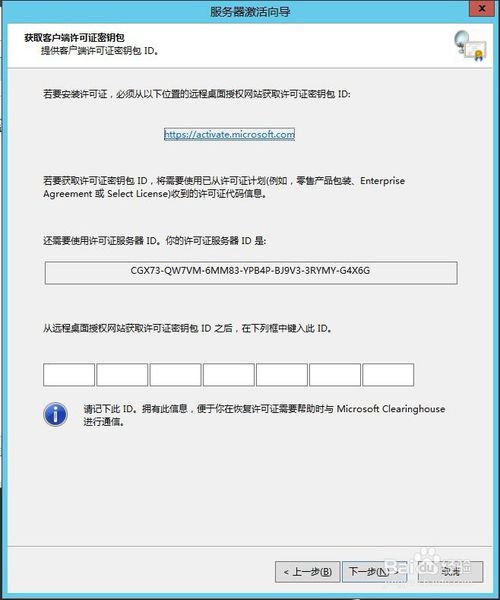 服务器激活向导
获取客户端许可证密钥包
提供客户端许可证密钥包 ID。
若要安装许可证，必须从以下位置的远程桌面授权网站获取许可证密钥包 ID:
https://activate.microsoft.com
若要获取许可证密钥包 ID，将需要使用已从许可证计划(例如，零售产品包装、Enterprise
Agreement 或 Select License)收到的许可证代码信息。
还需要使用许可证服务器 ID。你的许可证服务器 ID 是:
CGX73-QW7VM-6MM83-YPB4P-BJ9V3-3RYMY-G4X6G
从远程桌面授权网站获取许可证密钥包 ID 之后，在下列框中键入此 ID。
请记下此 ID。拥有此信息，便于你在恢复许可证需要帮助时与 Microsoft Clearinghouse
进行通信。
< 上一步(B) 下一步(N) > 取消
Baidu经验